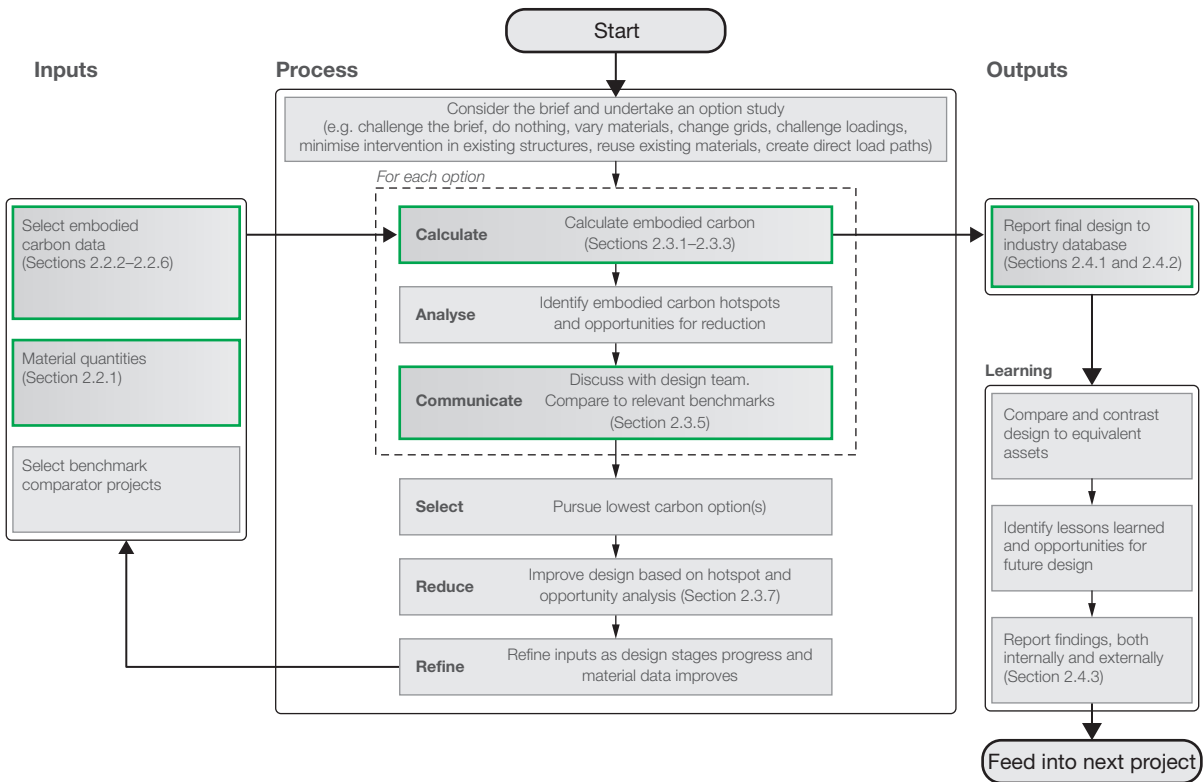 Start
Inputs
Process
Outputs
Consider the brief and undertake an option study
(e.g. challenge the brief, do nothing, vary materials, change grids, challenge loadings,
minimise intervention in existing structures, reuse existing materials, create direct load paths)
For each option
Select embodied
carbon data
(Sections 2.2.2–2.2.6)
Material quantities
(Section 2.2.1)
Select benchmark
comparator projects
Calculate
Calculate embodied carbon
(Sections 2.3.1–2.3.3)
Analyse
Identify embodied carbon hotspots
and opportunities for reduction
Communicate
Discuss with design team.
Compare to relevant benchmarks
(Section 2.3.5)
Select
Pursue lowest carbon option(s)
Reduce
Improve design based on hotspot and
opportunity analysis (Section 2.3.7)
Refine
Refine inputs as design stages progress and
material data improves
Report final design to
industry database
(Sections 2.4.1 and 2.4.2)
Learning
Compare and contrast
design to equivalent
assets
Identify lessons learned
and opportunities for
future design
Report findings, both
internally and externally
(Section 2.4.3)
Feed into next project